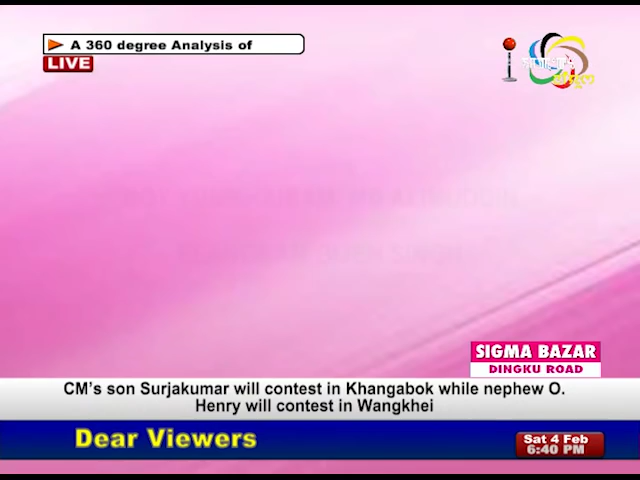 A 360 degree Analysis of
LIVE
SIGMA BAZAR
DINGKU ROAD
CM's son Surjakumar will contest in Khangabok while nephew O.
Henry will contest in Wangkhei
Dear Viewers
Sat 4 Feb
6:40 PM